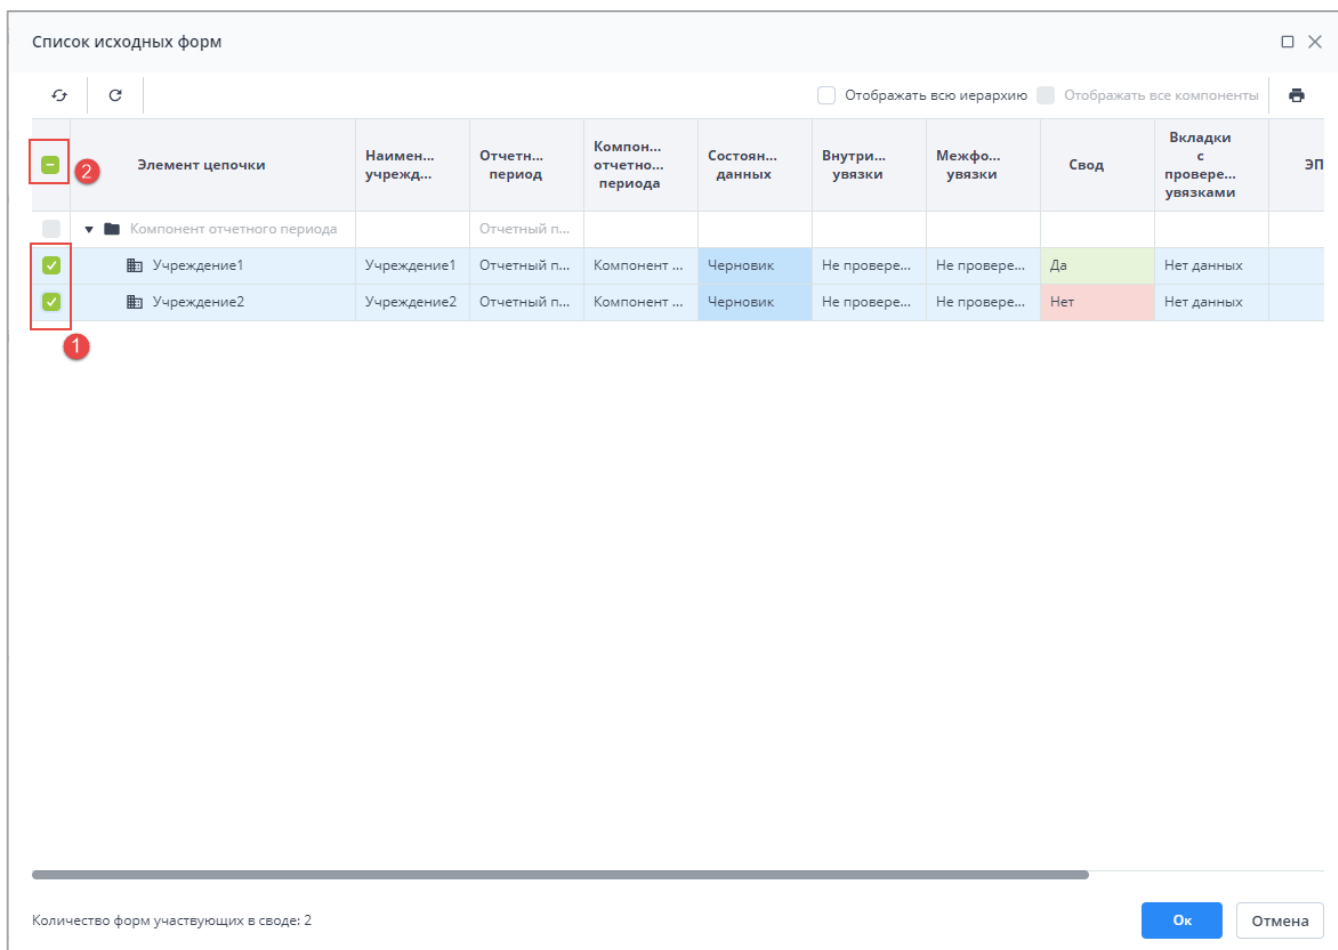 Список исходных форм
Отображать всю иерархию Отображать все компоненты
2 Элемент цепочки Наимен... учрежд... Отчетн... период Компон... отчетно... периода Состоян... данных Внутри... увязки Межфо... увязки Свод Вкладки с провере... увязками ЭП
Компонент отчетного периода Отчетный п...
Учреждение1 Учреждение1 Отчетный п... Компонент ... Черновик Не провере... Не провере... Да Нет данных
Учреждение2 Учреждение2 Отчетный п... Компонент ... Черновик Не провере... Не провере... Нет Нет данных
1
Количество форм участвующих в своде: 2 Ок Отмена